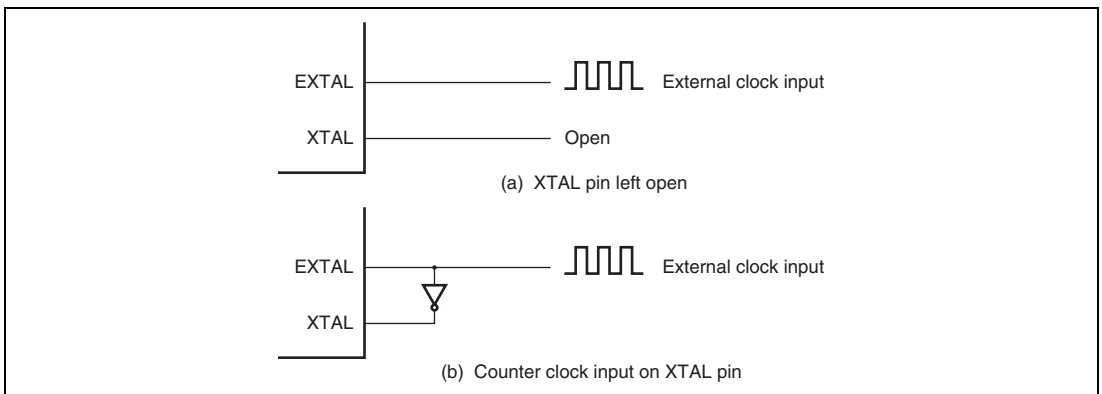 EXTAL
External clock input
XTAL
Open
(a) XTAL pin left open
EXTAL
External clock input
XTAL
(b) Counter clock input on XTAL pin